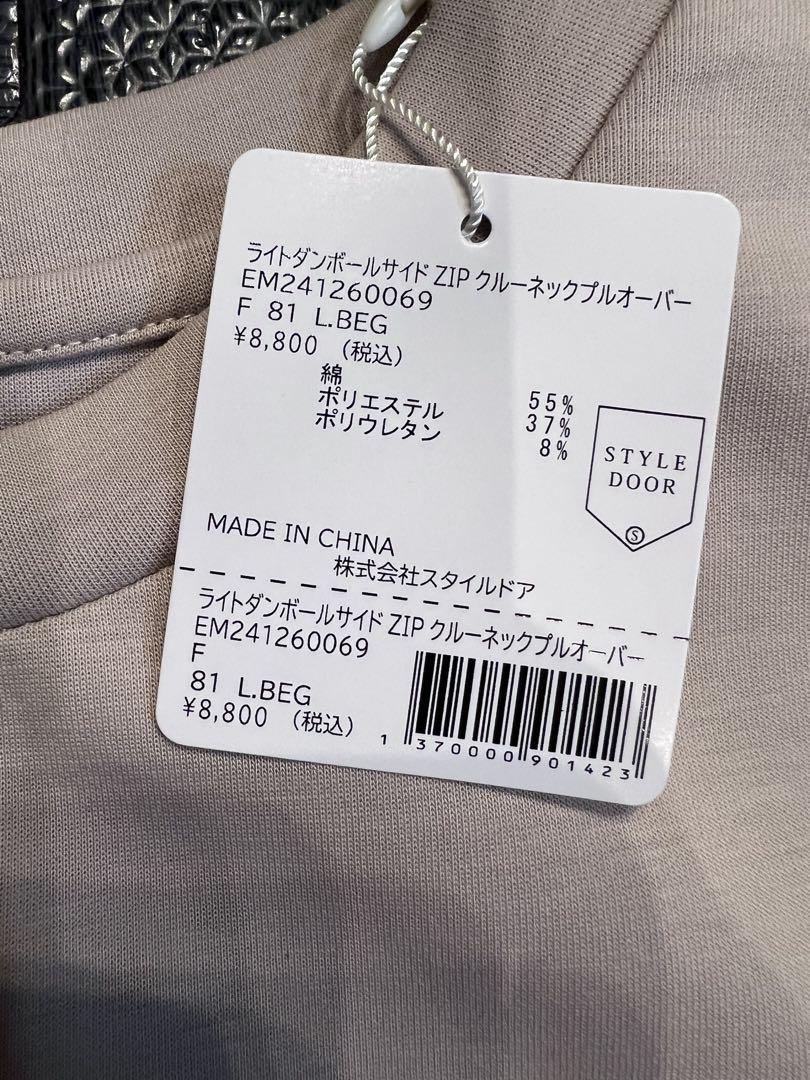 ライトダンボールサイド ZIP クルーネックプルオーバー
EM241260069
F 81 L.BEG
¥8,800 (税込)
綿 55%
ポリエステル 37%
ポリウレタン 8%
STYLE
DOOR
S
MADE IN CHINA
株式会社スタイルドア
ライトダンボールサイド ZIP クルーネックプルオーバー
EM241260069
F
81 L.BEG
¥8,800 (税込)
1 370000 901423